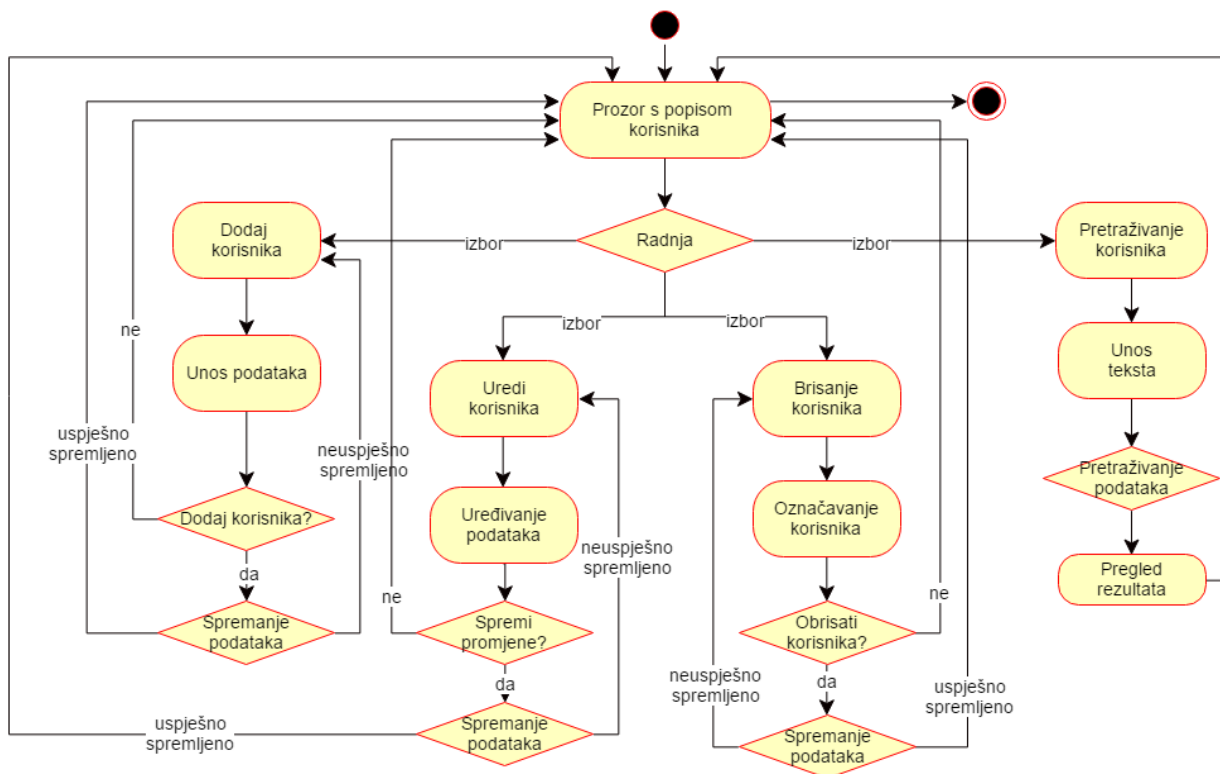 Prozor s popisom
korisnika
Radnja
izbor
izbor
izbor
izbor
Dodaj
korisnika
Unos podataka
Dodaj korisnika?
ne
da
Spremanje
podataka
uspješno
spremljeno
neuspješno
spremljeno
Uredi
korisnika
Uređivanje
podataka
Spremi
promjene?
ne
da
Spremanje
podataka
uspješno
spremljeno
neuspješno
spremljeno
Brisanje
korisnika
Označavanje
korisnika
Obrisati
korisnika?
ne
da
Spremanje
podataka
neuspješno
spremljeno
uspješno
spremljeno
Pretraživanje
korisnika
Unos
teksta
Pretraživanje
podataka
Pregled
rezultata